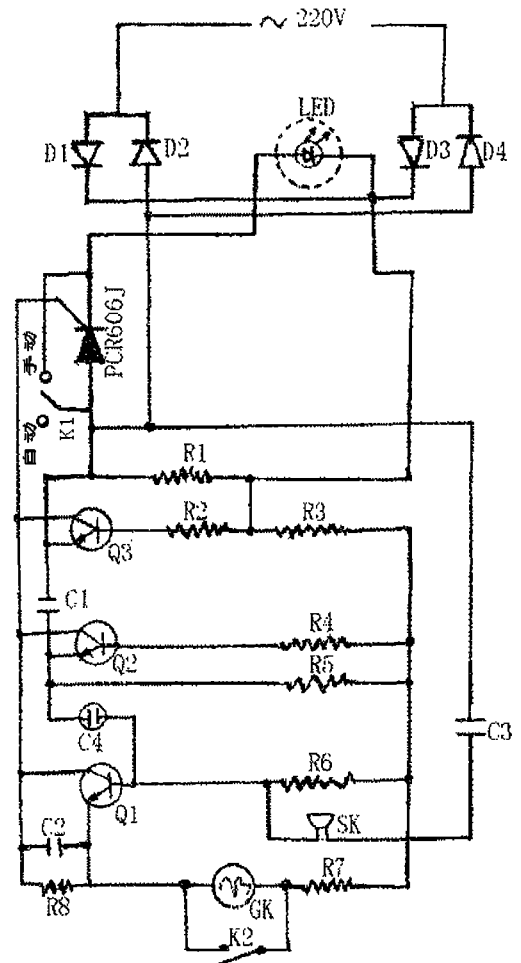 ～ 220V
LED
D1
D2
D3
D4
PCR606J
手动
K1
自动
R1
R2
R3
Q3
C1
R4
Q2
R5
C4
C3
R6
Q1
SK
C2
R7
R8
GK
K2